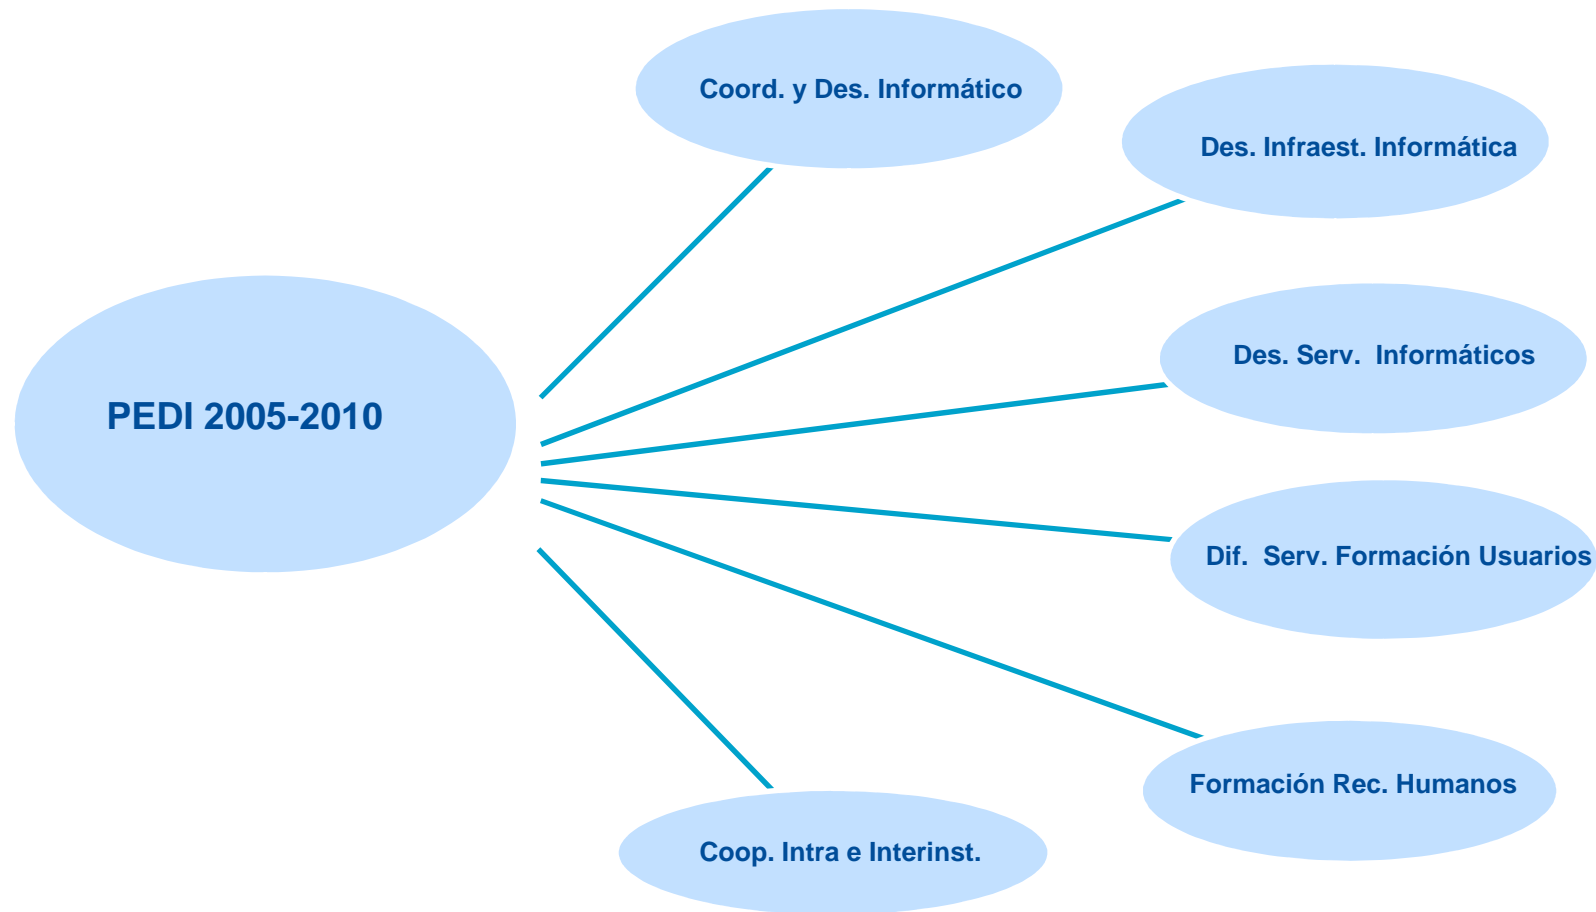 Coord. y Des. Informático
Des. Infraest. Informática
Des. Serv. Informáticos
PEDI 2005-2010
Dif. Serv. Formación Usuarios
Formación Rec. Humanos
Coop. Intra e Interinst.